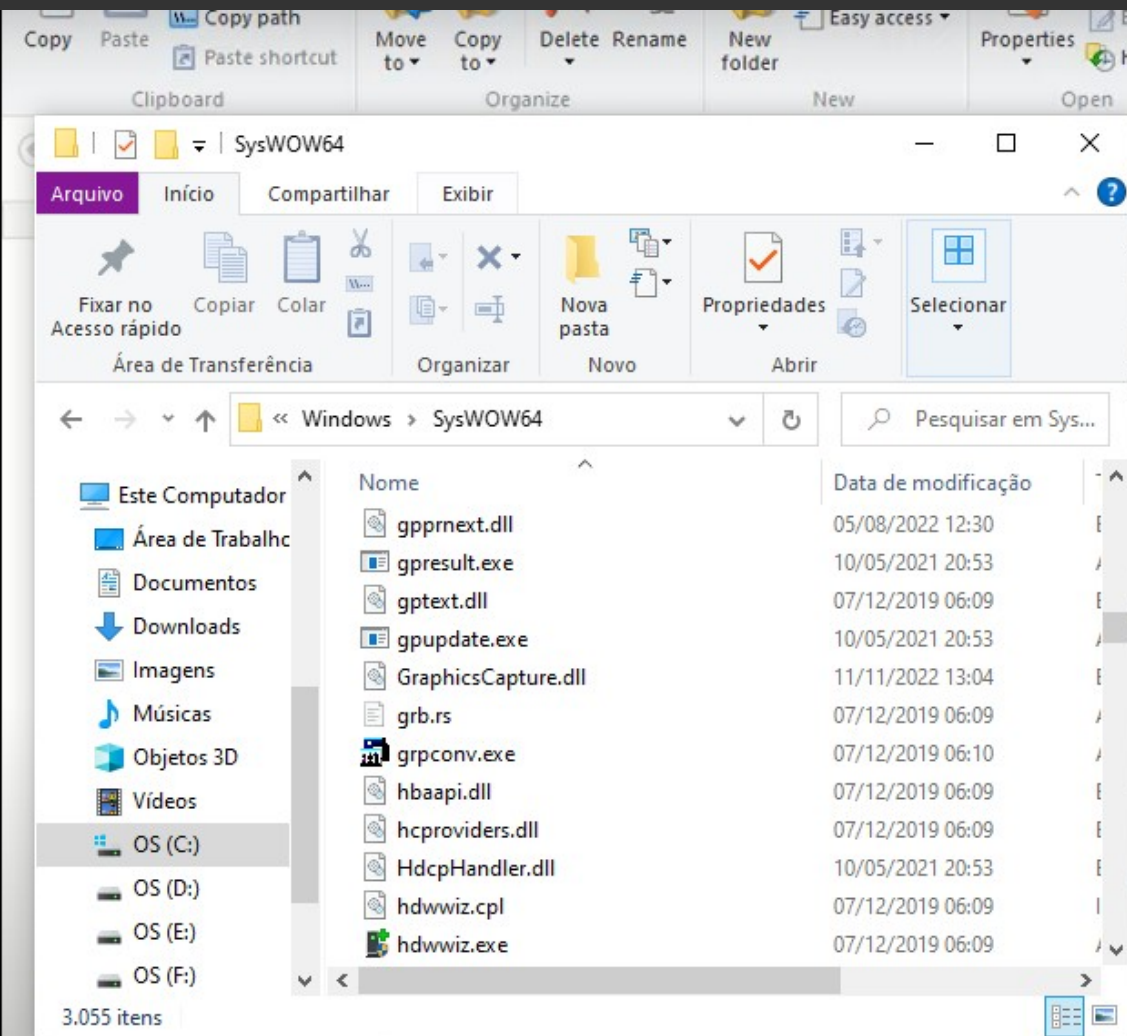 Copy path
Easy access
Copy Paste Move to Copy to Delete Rename New folder Properties
Paste shortcut
Clipboard Organize New Open
SysWOW64
Arquivo Início Compartilhar Exibir
Fixar no Acesso rápido Copiar Colar Nova pasta Propriedades Selecionar
Área de Transferência Organizar Novo Abrir
« Windows › SysWOW64 Pesquisar em Sys...
Nome Data de modificação
Este Computador
Área de Trabalho
Documentos
Downloads
Imagens
Músicas
Objetos 3D
Vídeos
OS (C:)
OS (D:)
OS (E:)
OS (F:)
gpprnext.dll 05/08/2022 12:30
gpresult.exe 10/05/2021 20:53
gptext.dll 07/12/2019 06:09
gpupdate.exe 10/05/2021 20:53
GraphicsCapture.dll 11/11/2022 13:04
grb.rs 07/12/2019 06:09
grpconv.exe 07/12/2019 06:10
hbaapi.dll 07/12/2019 06:09
hcproviders.dll 07/12/2019 06:09
HdcpHandler.dll 10/05/2021 20:53
hdwwiz.cpl 07/12/2019 06:09
hdwwiz.exe 07/12/2019 06:09
3.055 itens